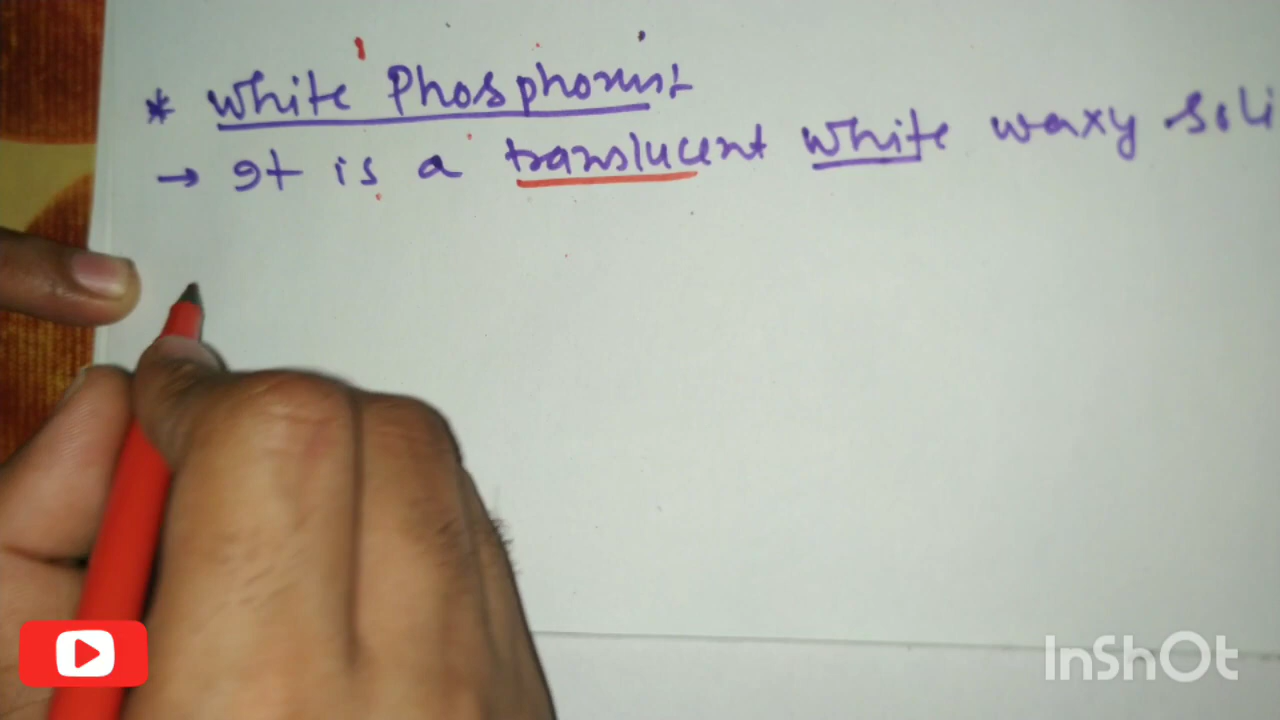 * White Phosphorus
→ It is a translucent white waxy soli
InShOt